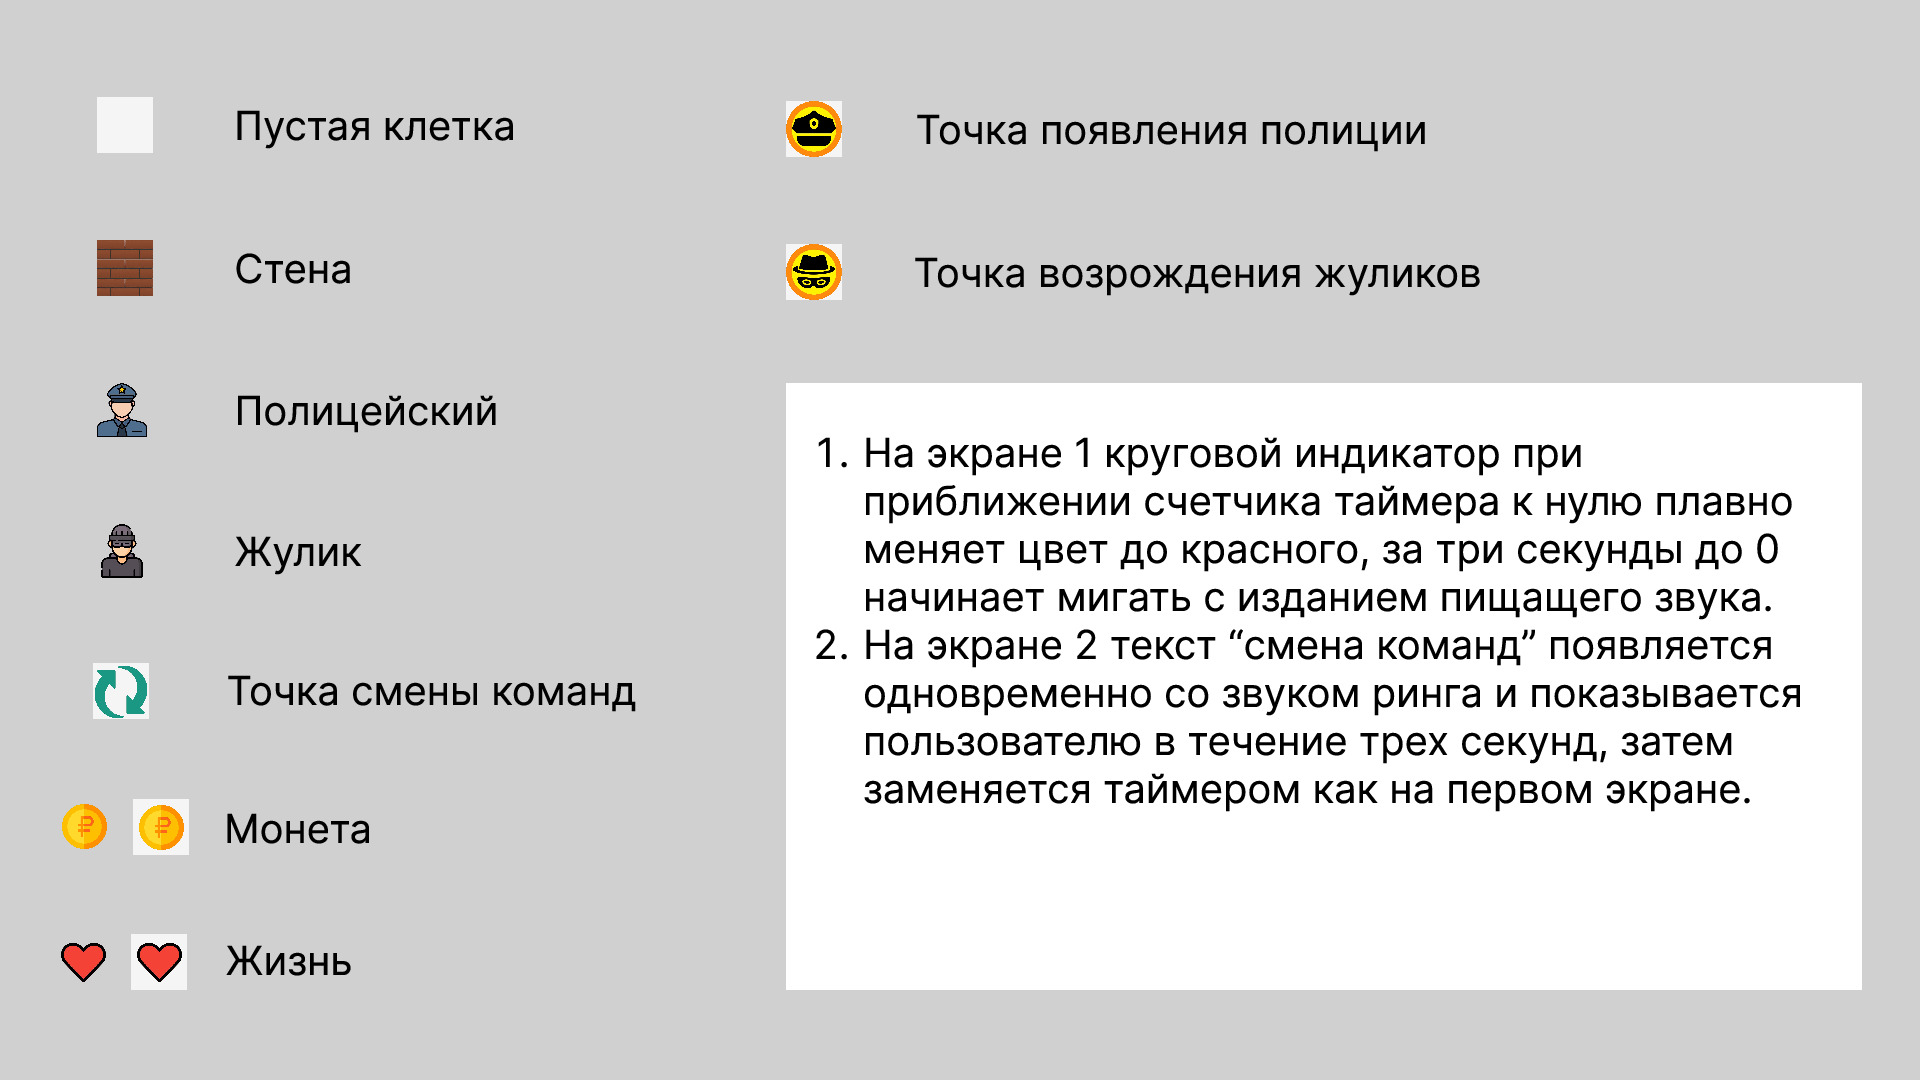 Пустая клетка
Стена
Полицейский
Жулик
Точка смены команд
Монета
Жизнь
Точка появления полиции
Точка возрождения жуликов
1. На экране 1 круговой индикатор при
приближении счетчика таймера к нулю плавно
меняет цвет до красного, за три секунды до 0
начинает мигать с изданием пищащего звука.
2. На экране 2 текст “смена команд” появляется
одновременно со звуком ринга и показывается
пользователю в течение трех секунд, затем
заменяется таймером как на первом экране.